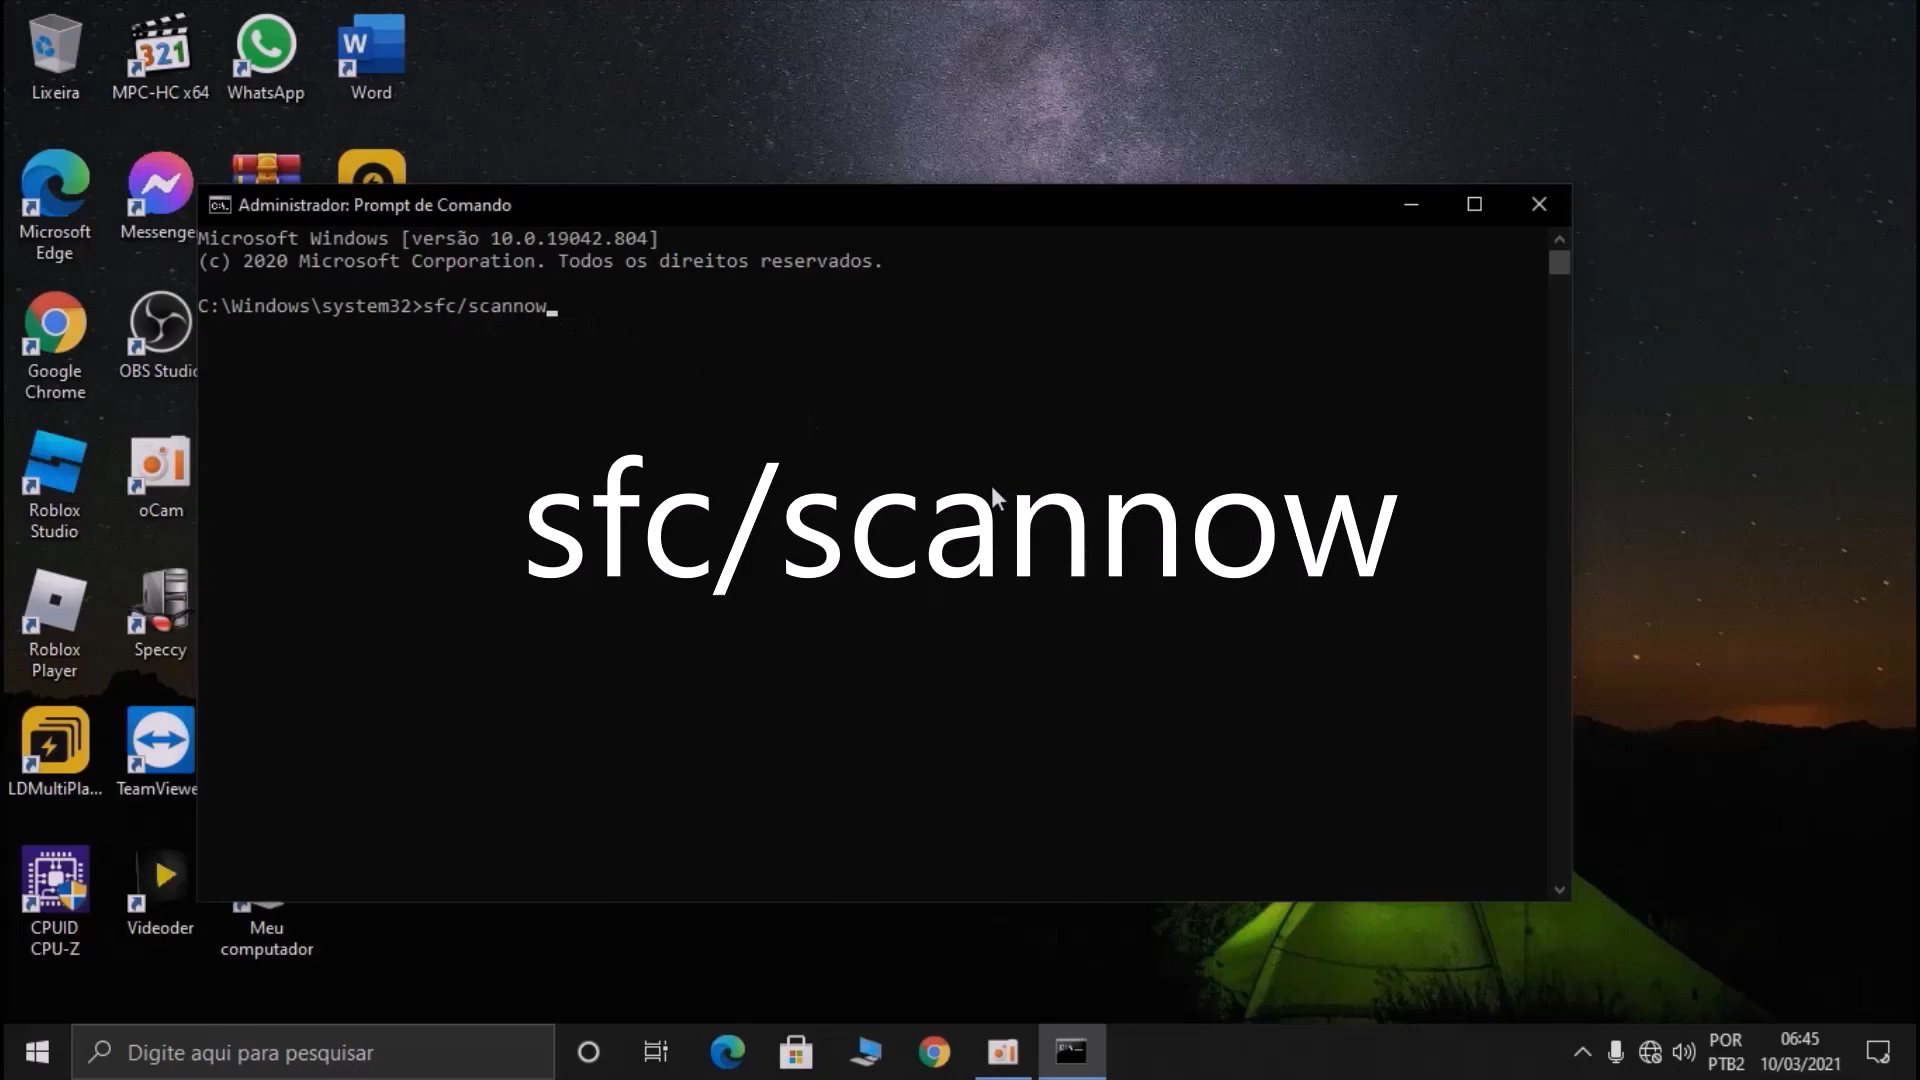 Lixeira
MPC-HC x64
WhatsApp
Word
Microsoft
Edge
Messenge
Google
Chrome
OBS Studio
Roblox
Studio
oCam
Roblox
Player
Speccy
LDMultiPla...
TeamViewe
CPUID
CPU-Z
Videoder
Meu
computador
Administrador: Prompt de Comando
Microsoft Windows [versão 10.0.19042.804]
(c) 2020 Microsoft Corporation. Todos os direitos reservados.
C:\Windows\system32>sfc/scannow
sfc/scannow
Digite aqui para pesquisar
POR
PTB2
06:45
10/03/2021